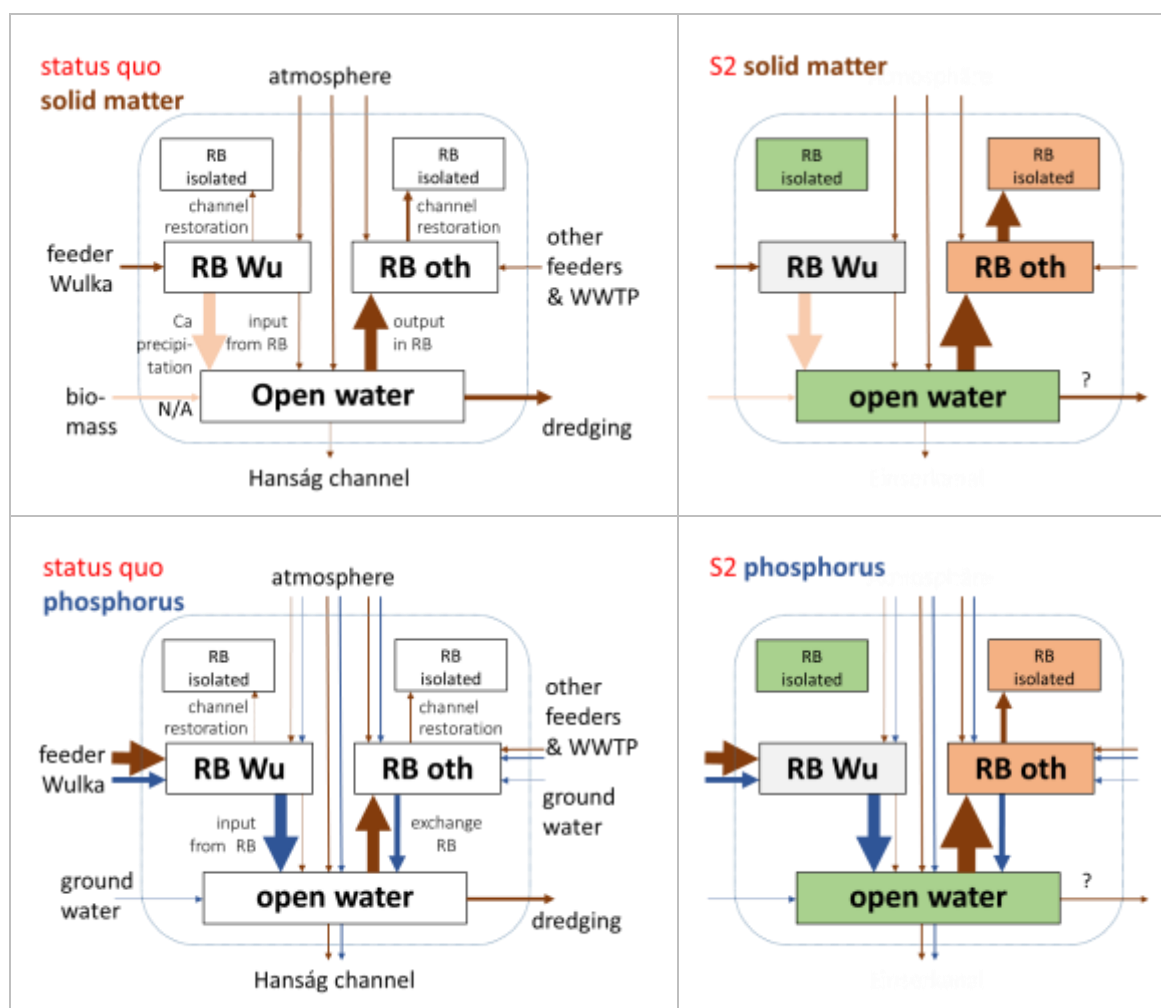 status quo
solid matter
atmosphere
RB
isolated
RB
isolated
channel
restoration
channel
restoration
feeder
Wulka
RB Wu
RB oth
other
feeders
& WWTP
Ca
precipi-
tation
input
from RB
output
in RB
bio-
mass
N/A
Open water
dredging
Hanság channel
S2 solid matter
RB
isolated
RB
isolated
RB Wu
RB oth
open water
?
status quo
phosphorus
atmosphere
RB
isolated
RB
isolated
channel
restoration
channel
restoration
feeder
Wulka
RB Wu
RB oth
other
feeders
& WWTP
ground
water
input
from RB
exchange
RB
ground
water
open water
dredging
Hanság channel
S2 phosphorus
RB
isolated
RB
isolated
RB Wu
RB oth
open water
?